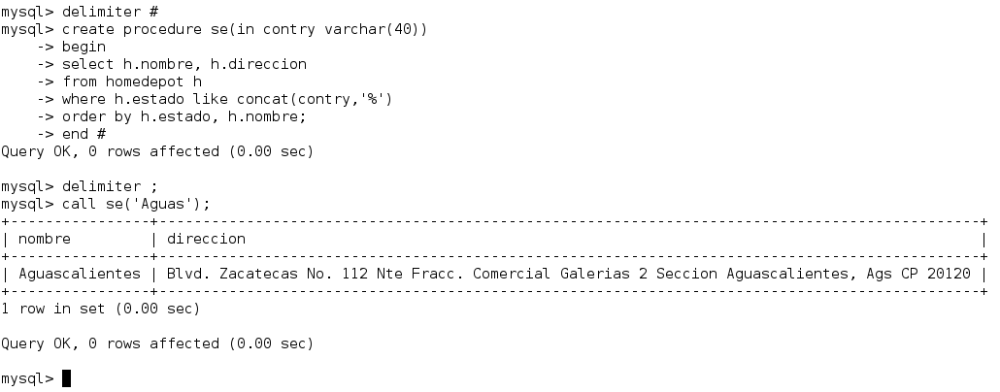 mysql> delimiter #
mysql> create procedure se(in contry varchar(40))
    -> begin
    -> select h.nombre, h.direccion
    -> from homedepot h
    -> where h.estado like concat(contry,'%')
    -> order by h.estado, h.nombre;
    -> end #
Query OK, 0 rows affected (0.00 sec)

mysql> delimiter ;
mysql> call se('Aguas');
+----------------+----------------------------------------------------------------------------------------------+
| nombre         | direccion                                                                                    |
+----------------+----------------------------------------------------------------------------------------------+
| Aguascalientes | Blvd. Zacatecas No. 112 Nte Fracc. Comercial Galerias 2 Seccion Aguascalientes, Ags CP 20120 |
+----------------+----------------------------------------------------------------------------------------------+
1 row in set (0.00 sec)

Query OK, 0 rows affected (0.00 sec)

mysql>